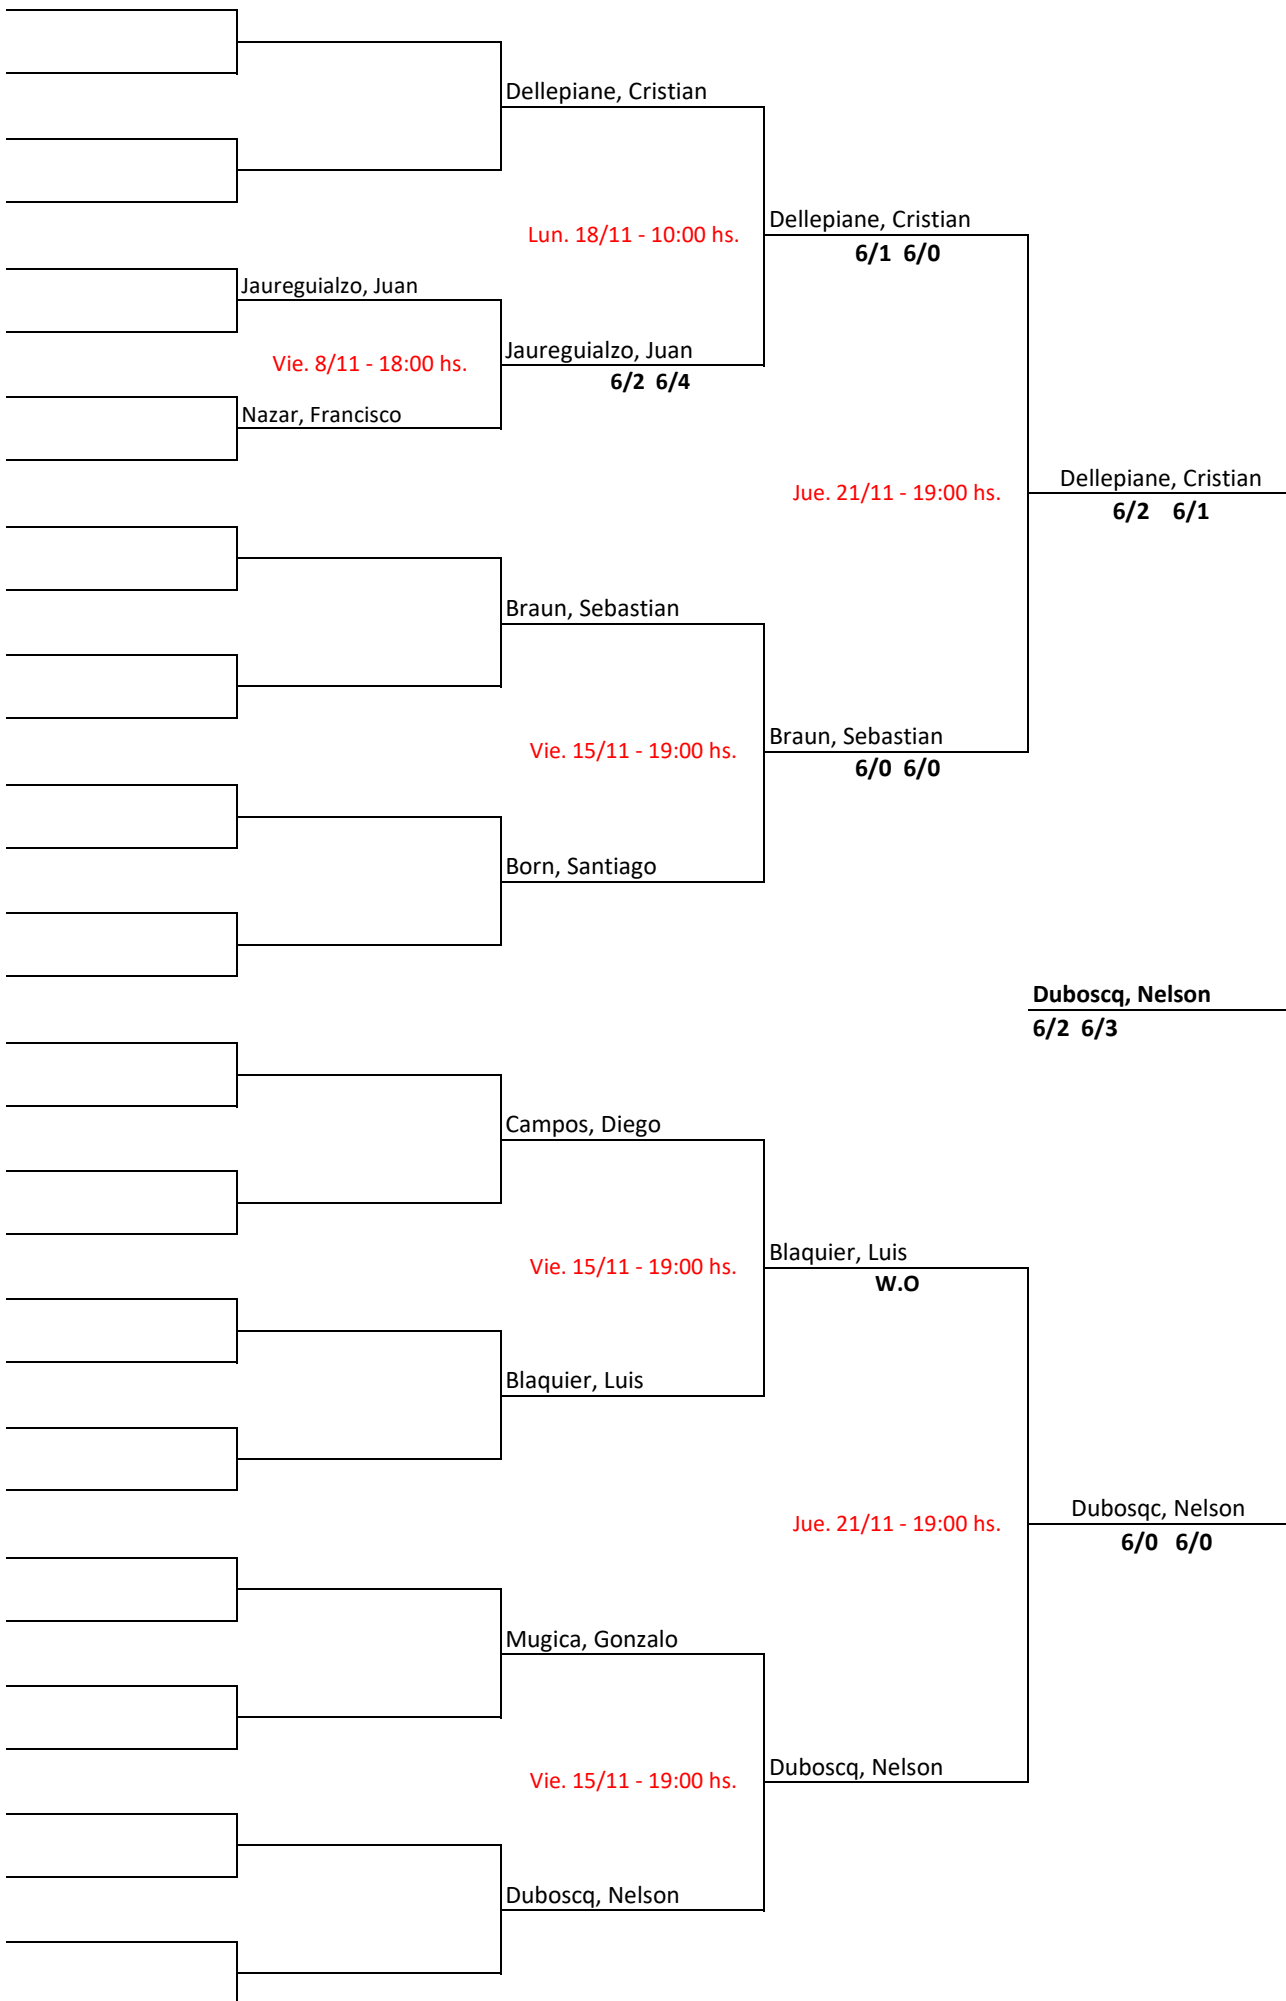 Dellepiane, Cristian
Lun. 18/11 - 10:00 hs.
Dellepiane, Cristian
6/1 6/0
Jaureguialzo, Juan
Vie. 8/11 - 18:00 hs.
Jaureguialzo, Juan
6/2 6/4
Nazar, Francisco
Jue. 21/11 - 19:00 hs.
Dellepiane, Cristian
6/2 6/1
Braun, Sebastian
Vie. 15/11 - 19:00 hs.
Braun, Sebastian
6/0 6/0
Born, Santiago
Duboscq, Nelson
6/2 6/3
Campos, Diego
Vie. 15/11 - 19:00 hs.
Blaquier, Luis
W.O
Blaquier, Luis
Jue. 21/11 - 19:00 hs.
Dubosqc, Nelson
6/0 6/0
Mugica, Gonzalo
Vie. 15/11 - 19:00 hs.
Duboscq, Nelson
Duboscq, Nelson